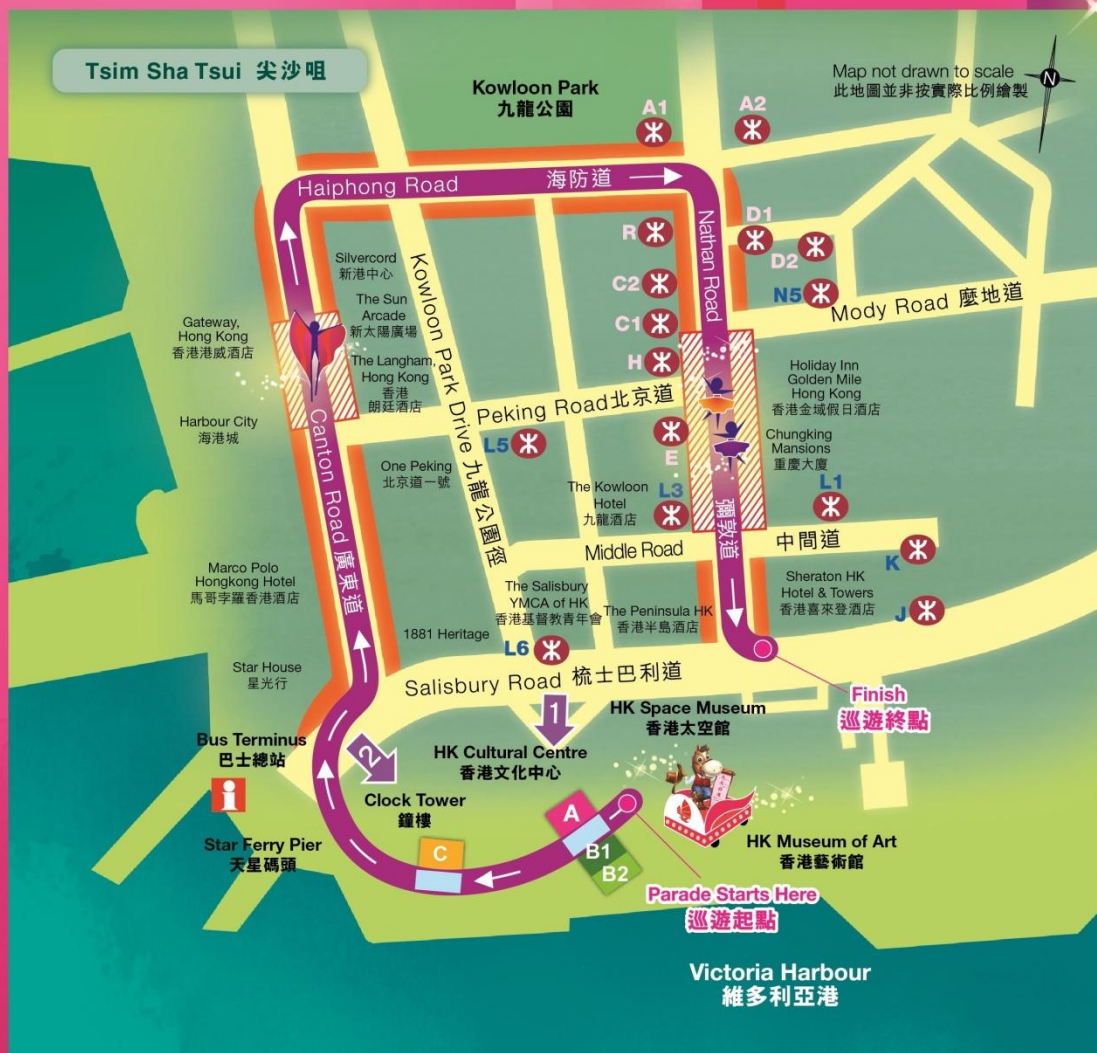 Tsim Sha Tsui 尖沙咀
Map not drawn to scale
此地圖並非按實際比例繪製
N
Kowloon Park
九龍公園
A1
A2
Haiphong Road 海防道
Nathan Road
彌敦道
R
D1
D2
C2
N5
C1
H
Mody Road 麼地道
Silvercord
新港中心
The Sun
Arcade
新太陽廣場
Gateway,
Hong Kong
香港港威酒店
The Langham,
Hong Kong
香港
朗廷酒店
Harbour City
海港城
Kowloon Park Drive 九龍公園徑
Canton Road 廣東道
Peking Road 北京道
Holiday Inn
Golden Mile
Hong Kong
香港金域假日酒店
Chungking
Mansions
重慶大廈
L5
E
One Peking
北京道一號
The Kowloon
Hotel
九龍酒店
L3
L1
Middle Road 中間道
K
Marco Polo
Hongkong Hotel
馬哥孛羅香港酒店
The Salisbury
YMCA of HK
香港基督教青年會
The Peninsula HK
香港半島酒店
Sheraton HK
Hotel & Towers
香港喜來登酒店
J
1881 Heritage
L6
Star House
星光行
Salisbury Road 梳士巴利道
Finish
巡遊終點
1
HK Space Museum
香港太空館
Bus Terminus
巴士總站
2
HK Cultural Centre
香港文化中心
i
Clock Tower
鐘樓
A
Star Ferry Pier
天星碼頭
C
B1
B2
HK Museum of Art
香港藝術館
Parade Starts Here
巡遊起點
Victoria Harbour
維多利亞港